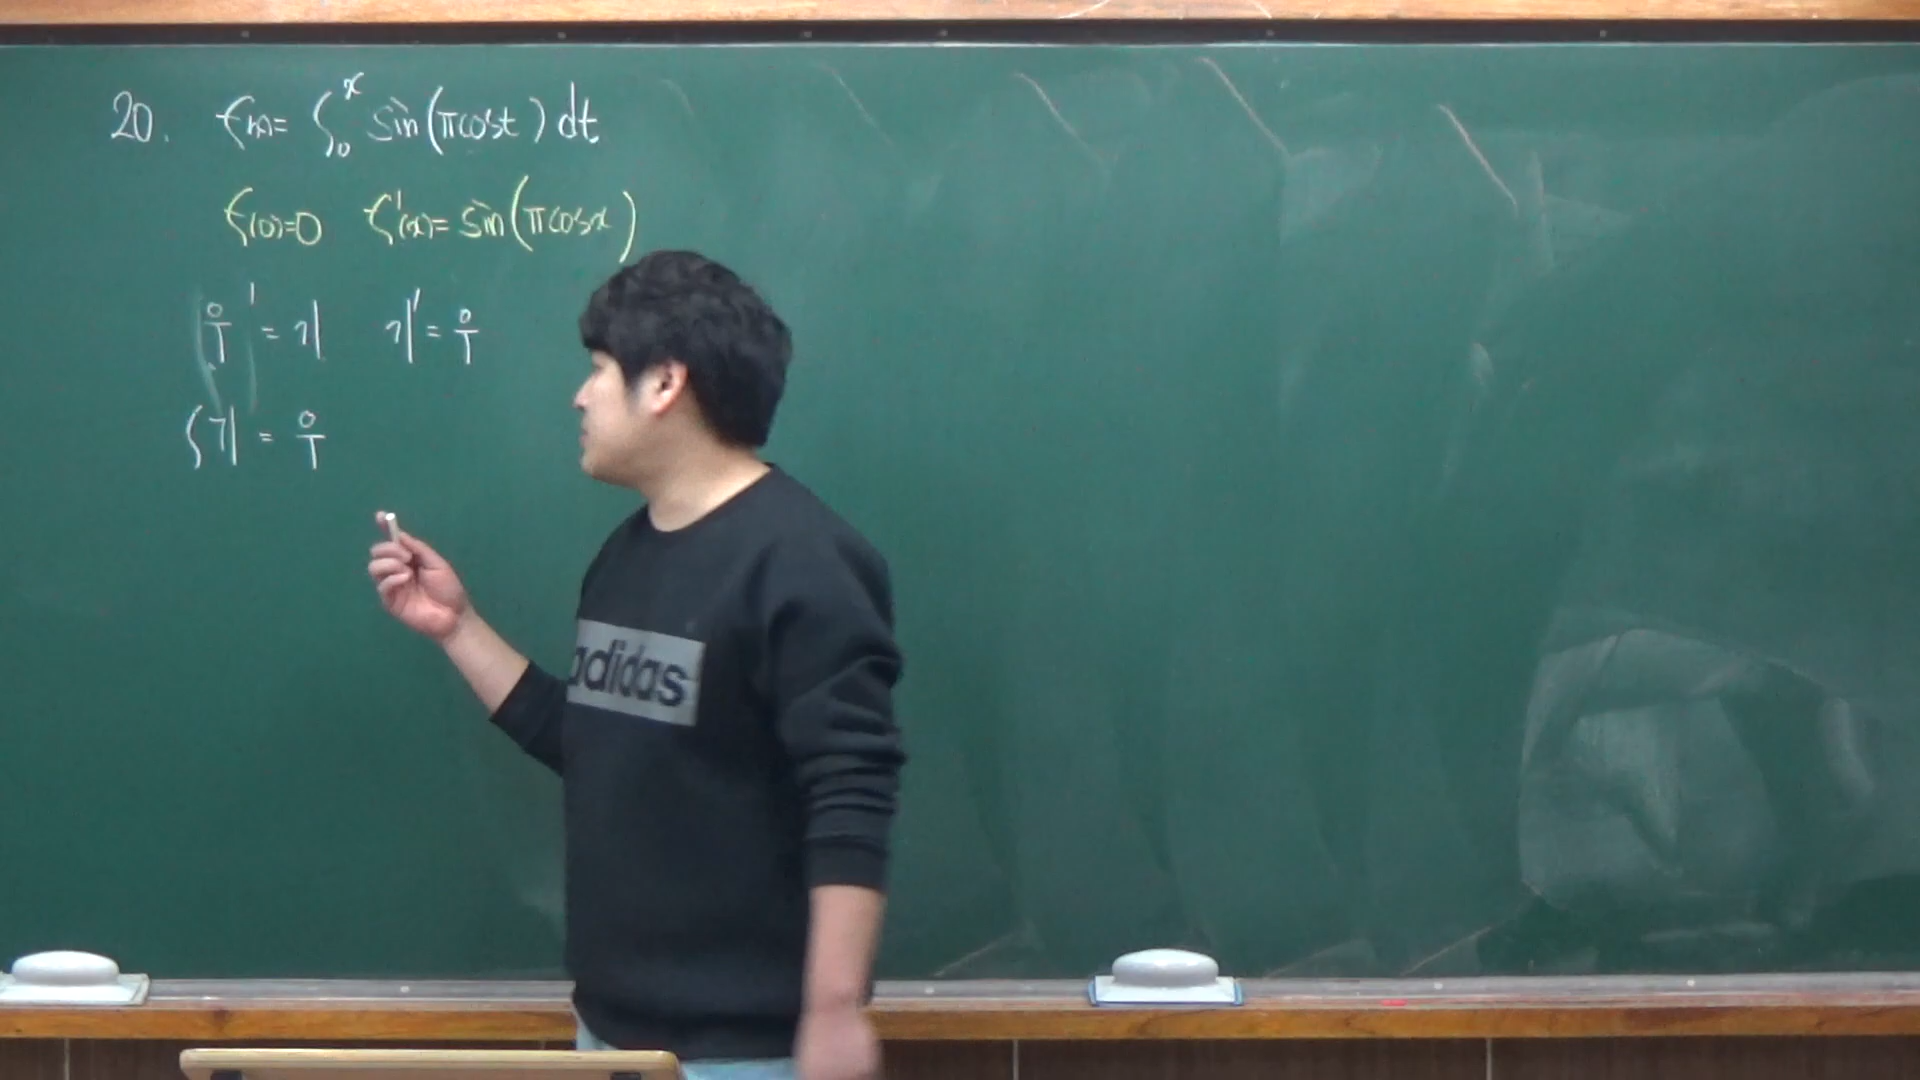 20. f(x)= ∫₀ˣ sin(πcost) dt
f(0)=0 f'(x)= sin(πcosx)
우' = 기 기' = 우
∫기 = 우
adidas